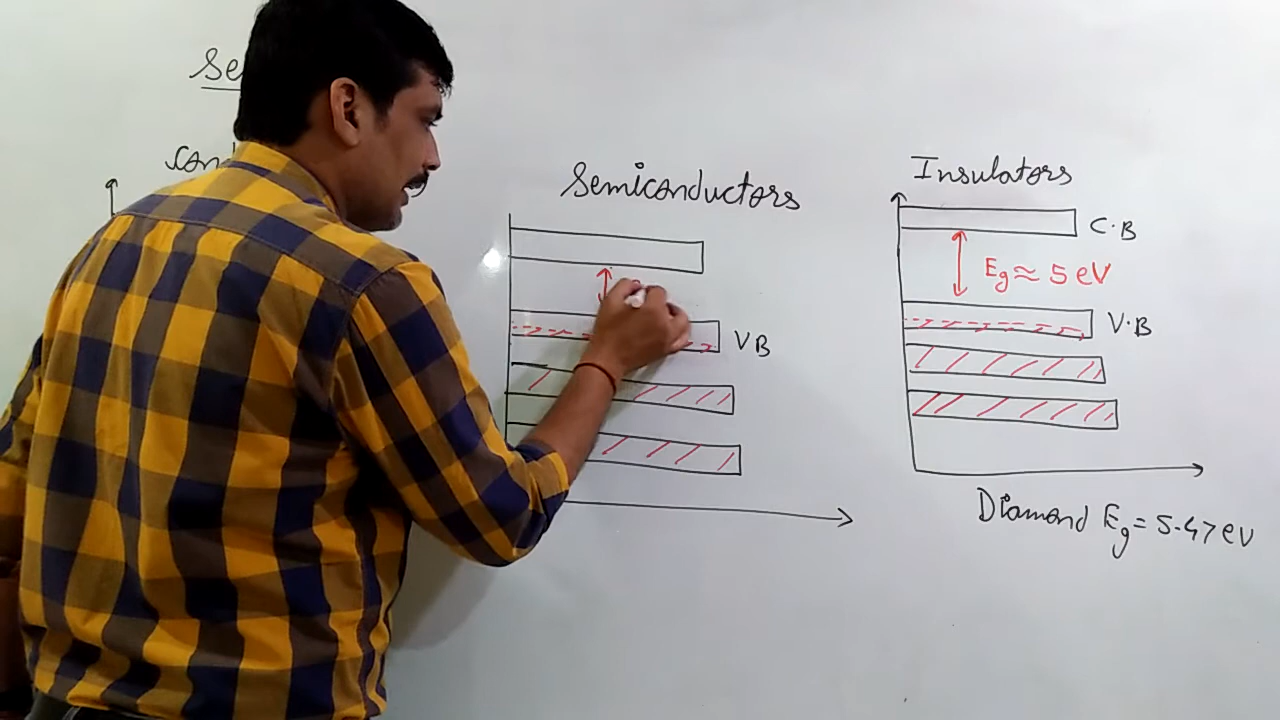 Semiconductors
VB
Insulators
C.B
Eg ≈ 5 eV
V.B
Diamond Eg = 5.47 eV